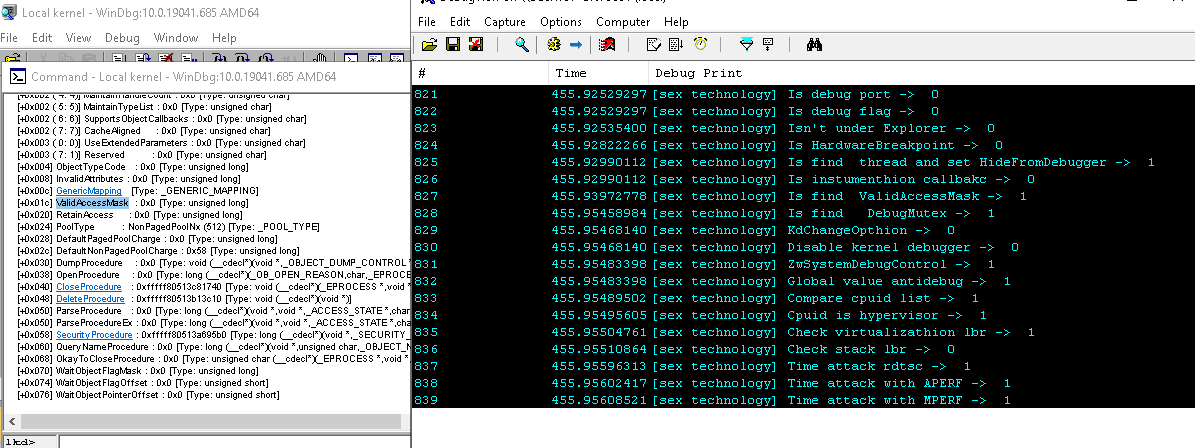 Local kernel - WinDbg:10.0.19041.685 AMD64
File Edit View Debug Window Help
Command - Local kernel - WinDbg:10.0.19041.685 AMD64
[+0x002 ( 4: 4)] MaintainHandleCount : 0x0 [Type: unsigned char]
[+0x002 ( 5: 5)] MaintainTypeList : 0x0 [Type: unsigned char]
[+0x002 ( 6: 6)] SupportsObjectCallbacks : 0x0 [Type: unsigned char]
[+0x002 ( 7: 7)] CacheAligned : 0x0 [Type: unsigned char]
[+0x003 ( 0: 0)] UseExtendedParameters : 0x0 [Type: unsigned char]
[+0x003 ( 7: 1)] Reserved : 0x0 [Type: unsigned char]
[+0x004] ObjectTypeCode : 0x0 [Type: unsigned long]
[+0x008] InvalidAttributes : 0x0 [Type: unsigned long]
[+0x00c] GenericMapping [Type: _GENERIC_MAPPING]
[+0x01c] ValidAccessMask : 0x0 [Type: unsigned long]
[+0x020] RetainAccess : 0x0 [Type: unsigned long]
[+0x024] PoolType : NonPagedPoolNx (512) [Type: _POOL_TYPE]
[+0x028] DefaultPagedPoolCharge : 0x0 [Type: unsigned long]
[+0x02c] DefaultNonPagedPoolCharge : 0x58 [Type: unsigned long]
[+0x030] DumpProcedure : 0x0 [Type: void (__cdecl*)(void *,_OBJECT_DUMP_CONTROL *
[+0x038] OpenProcedure : 0x0 [Type: long (__cdecl*)(_OB_OPEN_REASON,char,_EPROCE
[+0x040] CloseProcedure : 0xfffff80513c81740 [Type: void (__cdecl*)(_EPROCESS *,void *
[+0x048] DeleteProcedure : 0xfffff80513b13c10 [Type: void (__cdecl*)(void *)]
[+0x050] ParseProcedure : 0x0 [Type: long (__cdecl*)(void *,void *,_ACCESS_STATE *,char
[+0x050] ParseProcedureEx : 0x0 [Type: long (__cdecl*)(void *,void *,_ACCESS_STATE *,ch
[+0x058] SecurityProcedure : 0xfffff80513a695b0 [Type: long (__cdecl*)(void *,_SECURITY_
[+0x060] QueryNameProcedure : 0x0 [Type: long (__cdecl*)(void *,unsigned char,_OBJECT_N
[+0x068] OkayToCloseProcedure : 0x0 [Type: unsigned char (__cdecl*)(_EPROCESS *,void *,
[+0x070] WaitObjectFlagMask : 0x0 [Type: unsigned long]
[+0x074] WaitObjectFlagOffset : 0x0 [Type: unsigned short]
[+0x076] WaitObjectPointerOffset : 0x0 [Type: unsigned short]
lkd>
File Edit Capture Options Computer Help
# Time Debug Print
821 455.92529297 [sex technology] Is debug port -> 0
822 455.92529297 [sex technology] Is debug flag -> 0
823 455.92535400 [sex technology] Isn't under Explorer -> 0
824 455.92822266 [sex technology] Is HardwareBreakpoint -> 0
825 455.92990112 [sex technology] Is find thread and set HideFromDebugger -> 1
826 455.92990112 [sex technology] Is instumenthion callbakc -> 0
827 455.93972778 [sex technology] Is find ValidAccessMask -> 1
828 455.94458984 [sex technology] Is find DebugMutex -> 1
829 455.95468140 [sex technology] KdChangeOpthion -> 0
830 455.95468140 [sex technology] Disable kernel debugger -> 0
831 455.95483398 [sex technology] ZwSystemDebugControl -> 1
832 455.95483398 [sex technology] Global value antidebug -> 1
833 455.95489502 [sex technology] Compare cpuid list -> 1
834 455.95495605 [sex technology] Cpuid is hypervisor -> 1
835 455.95504761 [sex technology] Check virtualizathion lbr -> 1
836 455.95510864 [sex technology] Check stack lbr -> 0
837 455.95596313 [sex technology] Time attack rdtsc -> 1
838 455.95602417 [sex technology] Time attack with APERF -> 1
839 455.95608521 [sex technology] Time attack with MPERF -> 1